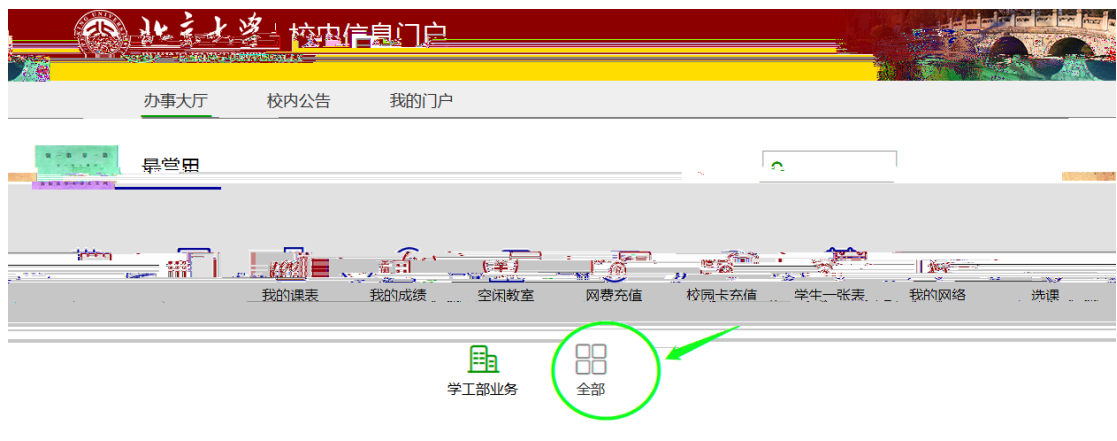 北京大学 校内信息门户
办事大厅 校内公告 我的门户
最常用
我的课表 我的成绩 空闲教室 网费充值 校园卡充值 学生一张表 我的网络 选课
学工部业务 全部